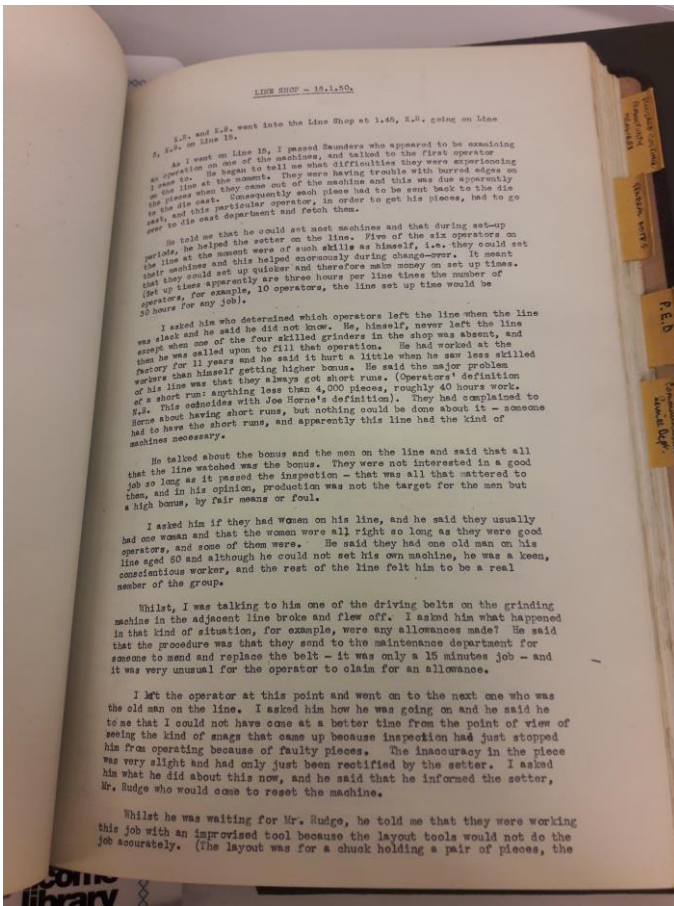 LINE SHOP - 18.1.50.
K.R. and K.H. went into the Line Shop at 1.45, K.H. going on Line
3, K.R. on Line 15.
As I went on Line 15, I passed Saunders who appeared to be examining
an operation on one of the machines, and talked to the first operator
I came to. He began to tell me what difficulties they were experiencing
on the line at the moment. They were having trouble with burred edges on
the pieces when they came out of the machine and this was due apparently
to the die cast. Consequently each piece had to be sent back to the die
cast, and this particular operator, in order to get his pieces, had to go
over to die cast department and fetch them.
He told me that he could set most machines and that during set-up
periods, he helped the setter on the line. Five of the six operators on
the line at the moment were of such skills as himself, i.e. they could set
their machines and this helped enormously during change-over. It meant
that they could set up quicker and therefore make money on set up times.
(Set up times apparently are three hours per line times the number of
operators, for example, 10 operators, the line set up time would be
30 hours for any job).
I asked him who determined which operators left the line when the line
was slack and he said he did not know. He, himself, never left the line
except when one of the four skilled grinders in the shop was absent, and
then he was called upon to fill that operation. He had worked at the
factory for 11 years and he said it hurt a little when he saw less skilled
workers than himself getting higher bonus. He said the major problem
of his line was that they always got short runs. (Operators' definition
of a short run: anything less than 4,000 pieces, roughly 40 hours work.
N.B. This coincides with Joe Horne's definition). They had complained to
Horne about having short runs, but nothing could be done about it - someone
had to have the short runs, and apparently this line had the kind of
machines necessary.
He talked about the bonus and the men on the line and said that all
that the line watched was the bonus. They were not interested in a good
job so long as it passed the inspection - that was all that mattered to
them, and in his opinion, production was not the target for the men but
a high bonus, by fair means or foul.
I asked him if they had women on his line, and he said they usually
had one woman and that the women were all right so long as they were good
operators, and some of them were. He said they had one old man on his
line aged 60 and although he could not set his own machine, he was a keen,
conscientious worker, and the rest of the line felt him to be a real
member of the group.
Whilst, I was talking to him one of the driving belts on the grinding
machine in the adjacent line broke and flew off. I asked him what happened
in that kind of situation, for example, were any allowances made? He said
that the procedure was that they send to the maintenance department for
someone to mend and replace the belt - it was only a 15 minutes job - and
it was very unusual for the operator to claim for an allowance.
I left the operator at this point and went on to the next one who was
the old man on the line. I asked him how he was going on and he said he
to me that I could not have come at a better time from the point of view of
seeing the kind of snags that came up because inspection had just stopped
him from operating because of faulty pieces. The inaccuracy in the piece
was very slight and had only just been rectified by the setter. I asked
him what he did about this now, and he said that he informed the setter,
Mr. Rudge who would come to reset the machine.
Whilst he was waiting for Mr. Rudge, he told me that they were working
this job with an improvised tool because the layout tools would not do the
job accurately. (The layout was for a chuck holding a pair of pieces, the
GENERAL NOTES
P.E.D
Service Dept.
library